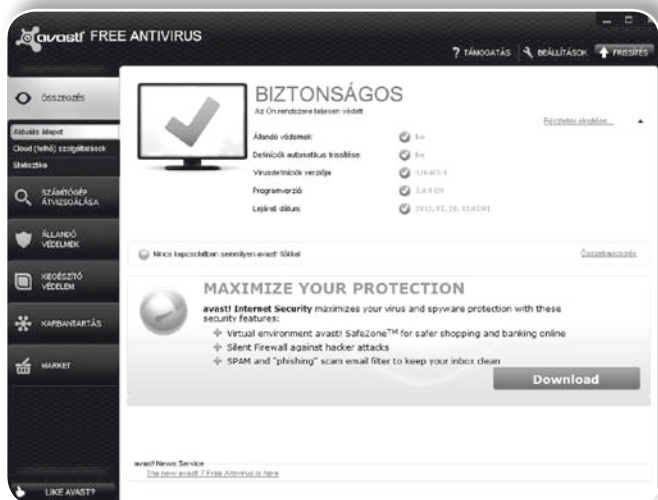 avast! FREE ANTIVIRUS
? TÁMOGATÁS BEÁLLÍTÁSOK FRISSÍTÉS
ÖSSZEGZÉS
Aktuális állapot
Cloud (felhő) szolgáltatások
Statisztika
SZÁMÍTÓGÉP
ÁTVIZSGÁLÁSA
ÁLLANDÓ
VÉDELMEK
KIEGÉSZÍTŐ
VÉDELEM
KARBANTARTÁS
MARKET
LIKE AVAST?
BIZTONSÁGOS
Az Ön rendszere teljesen védett
Részletek elrejtése...
Állandó védelmek:
Definíciók automatikus frissítése:
Vírusdefiníciók verziója:
Programverzió:
Lejárati dátum:
Nincs kapcsolatban semmilyen avast! fiókkal
Összekapcsolás
MAXIMIZE YOUR PROTECTION
avast! Internet Security maximizes your virus and spyware protection with these
security features:
Virtual environment avast! SafeZone™ for safer shopping and banking online
Silent Firewall against hacker attacks
SPAM and "phishing" scam email filter to keep your inbox clean
Download
avast! News Service
The new avast! 7 Free Antivirus is here